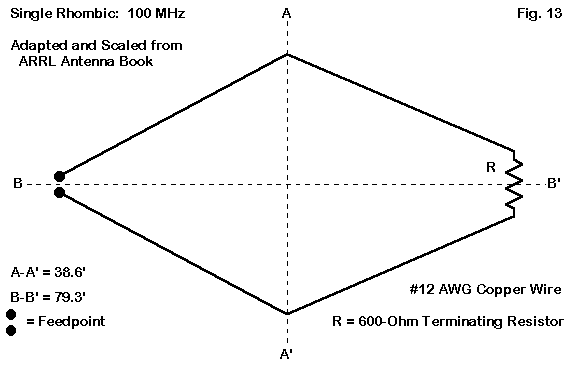 Single Rhombic:  100 MHz
A
Fig. 13
Adapted and Scaled from
ARRL Antenna Book
R
B
B'
A-A' = 38.6'
B-B' = 79.3'
#12 AWG Copper Wire
= Feedpoint
R = 600-Ohm Terminating Resistor
A'